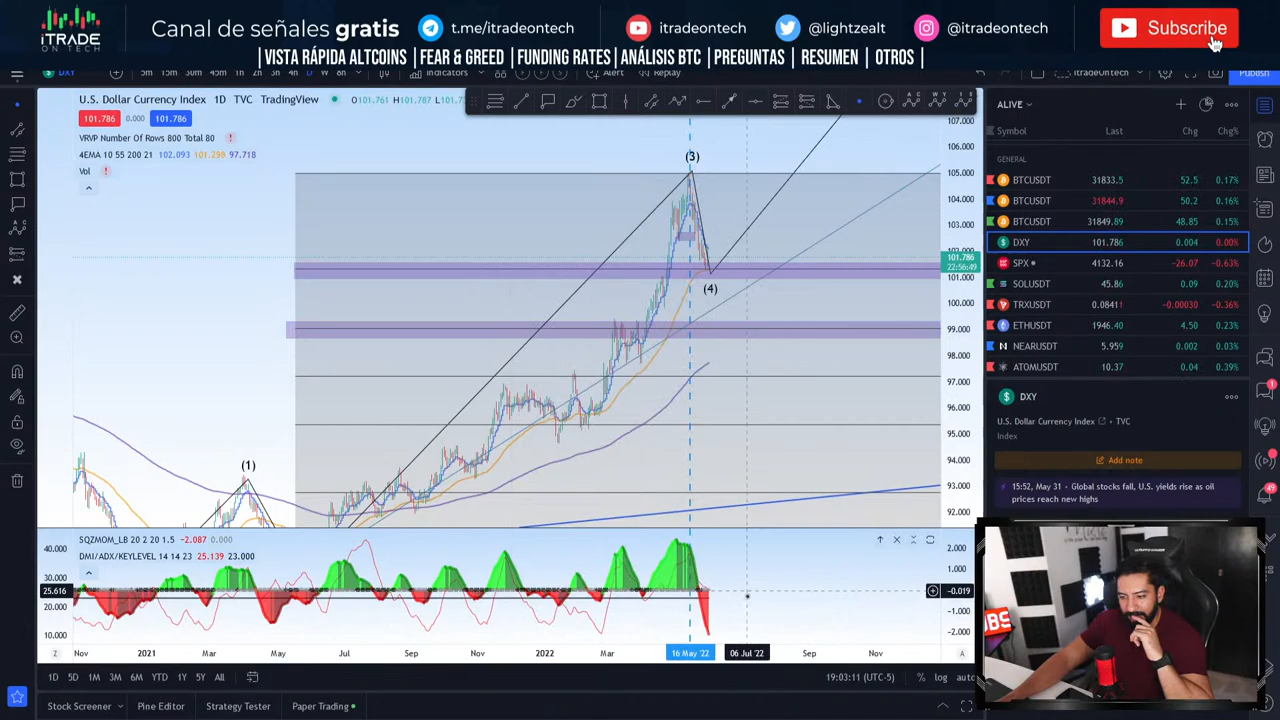 iTRADE
ON TECH
Canal de señales gratis
t.me/itradeontech
itradeontech
@lightzealt
@itradeontech
Subscribe
|VISTA RÁPIDA ALTCOINS | FEAR & GREED | FUNDING RATES | ANÁLISIS BTC | PREGUNTAS | RESUMEN | OTROS |
DXY
5m 15m 30m 45m 1h 2h 3h 4h D W 8h
Indicators
Alert
Replay
iTradeOnTech
Publish
U.S. Dollar Currency Index · 1D · TVC TradingView
O101.761 H101.787
101.786 0.000 101.786
VRVP Number Of Rows 800 Total 80
4EMA 10 55 200 21 102.093 101.298 97.718
Vol
(3)
(4)
(1)
107.000
106.000
105.000
104.000
103.000
102.000
101.786
22:56:49
101.000
100.000
99.000
98.000
97.000
96.000
95.000
94.000
93.000
92.000
SQZMOM_LB 20 2 20 1.5 -2.087 0.000
DMI/ADX/KEYLEVEL 14 14 23 25.139 23.000
40.000
30.000
25.616
20.000
10.000
2.000
1.000
-0.019
-1.000
-2.000
Z
Nov 2021 Mar May Jul Sep Nov 2022 Mar 16 May '22 06 Jul '22 Sep Nov
A
1D 5D 1M 3M 6M YTD 1Y 5Y All
19:03:11 (UTC-5) % log auto
Stock Screener
Pine Editor
Strategy Tester
Paper Trading
ALIVE
Symbol Last Chg Chg%
GENERAL
BTCUSDT 31833.5 52.5 0.17%
BTCUSDT 31844.9 50.2 0.16%
BTCUSDT 31849.89 48.85 0.15%
DXY 101.786 0.004 0.00%
SPX 4132.16 -26.07 -0.63%
SOLUSDT 45.86 0.09 0.20%
TRXUSDT 0.08411 -0.00030 -0.36%
ETHUSDT 1946.40 4.50 0.23%
NEARUSDT 5.959 0.002 0.03%
ATOMUSDT 10.37 0.04 0.39%
DXY
U.S. Dollar Currency Index · TVC
Index
Add note
15:52, May 31 · Global stocks fall, U.S. yields rise as oil
prices reach new highs
1
49